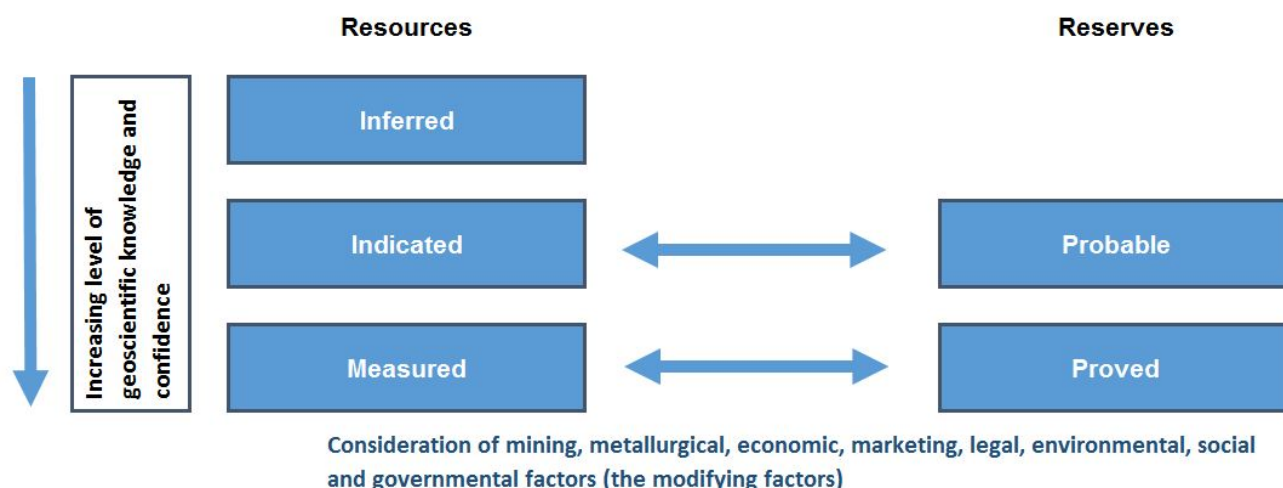 Resources
Reserves
Increasing level of
geoscientific knowledge and
confidence
Inferred
Indicated
Probable
Measured
Proved
Consideration of mining, metallurgical, economic, marketing, legal, environmental, social
and governmental factors (the modifying factors)